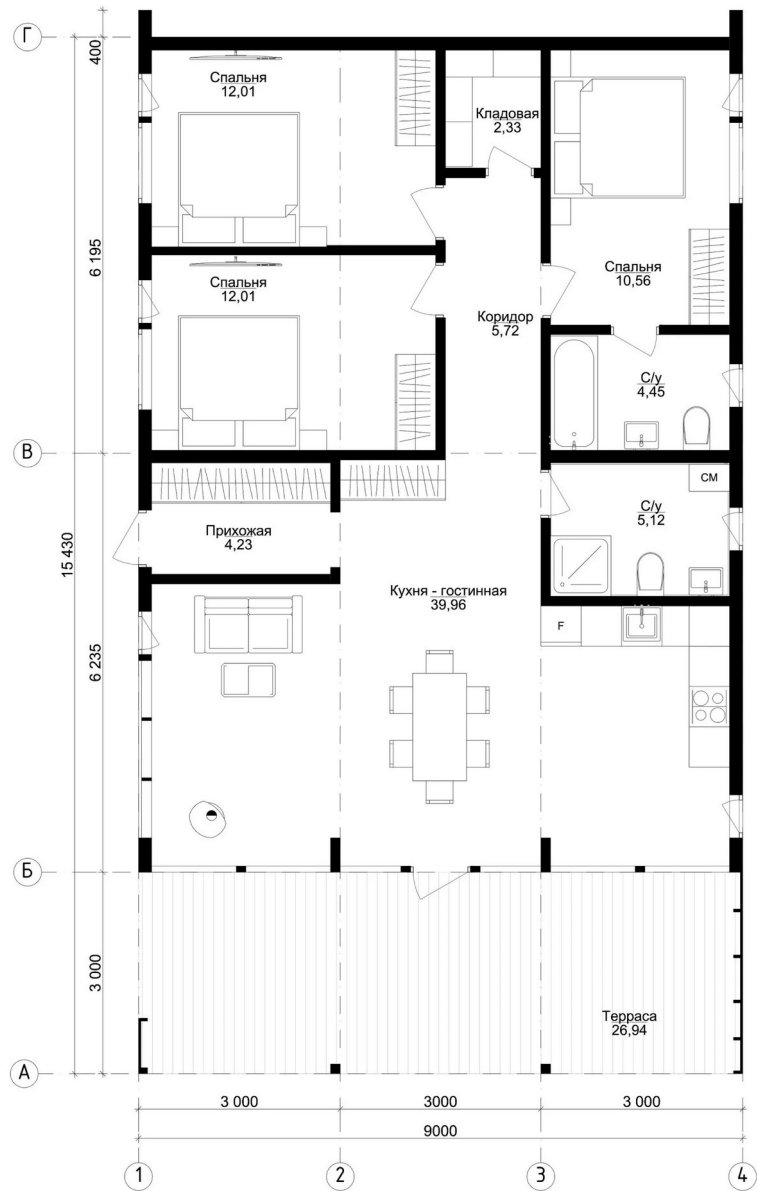 Г
400
Спальня
12,01
Кладовая
2,33
6 195
Спальня
10,56
Спальня
12,01
Коридор
5,72
С/у
4,45
В
СМ
С/у
5,12
Прихожая
4,23
15 430
Кухня - гостинная
39,96
F
6 235
Б
3 000
Терраса
26,94
А
3 000
3000
3 000
9000
1
2
3
4